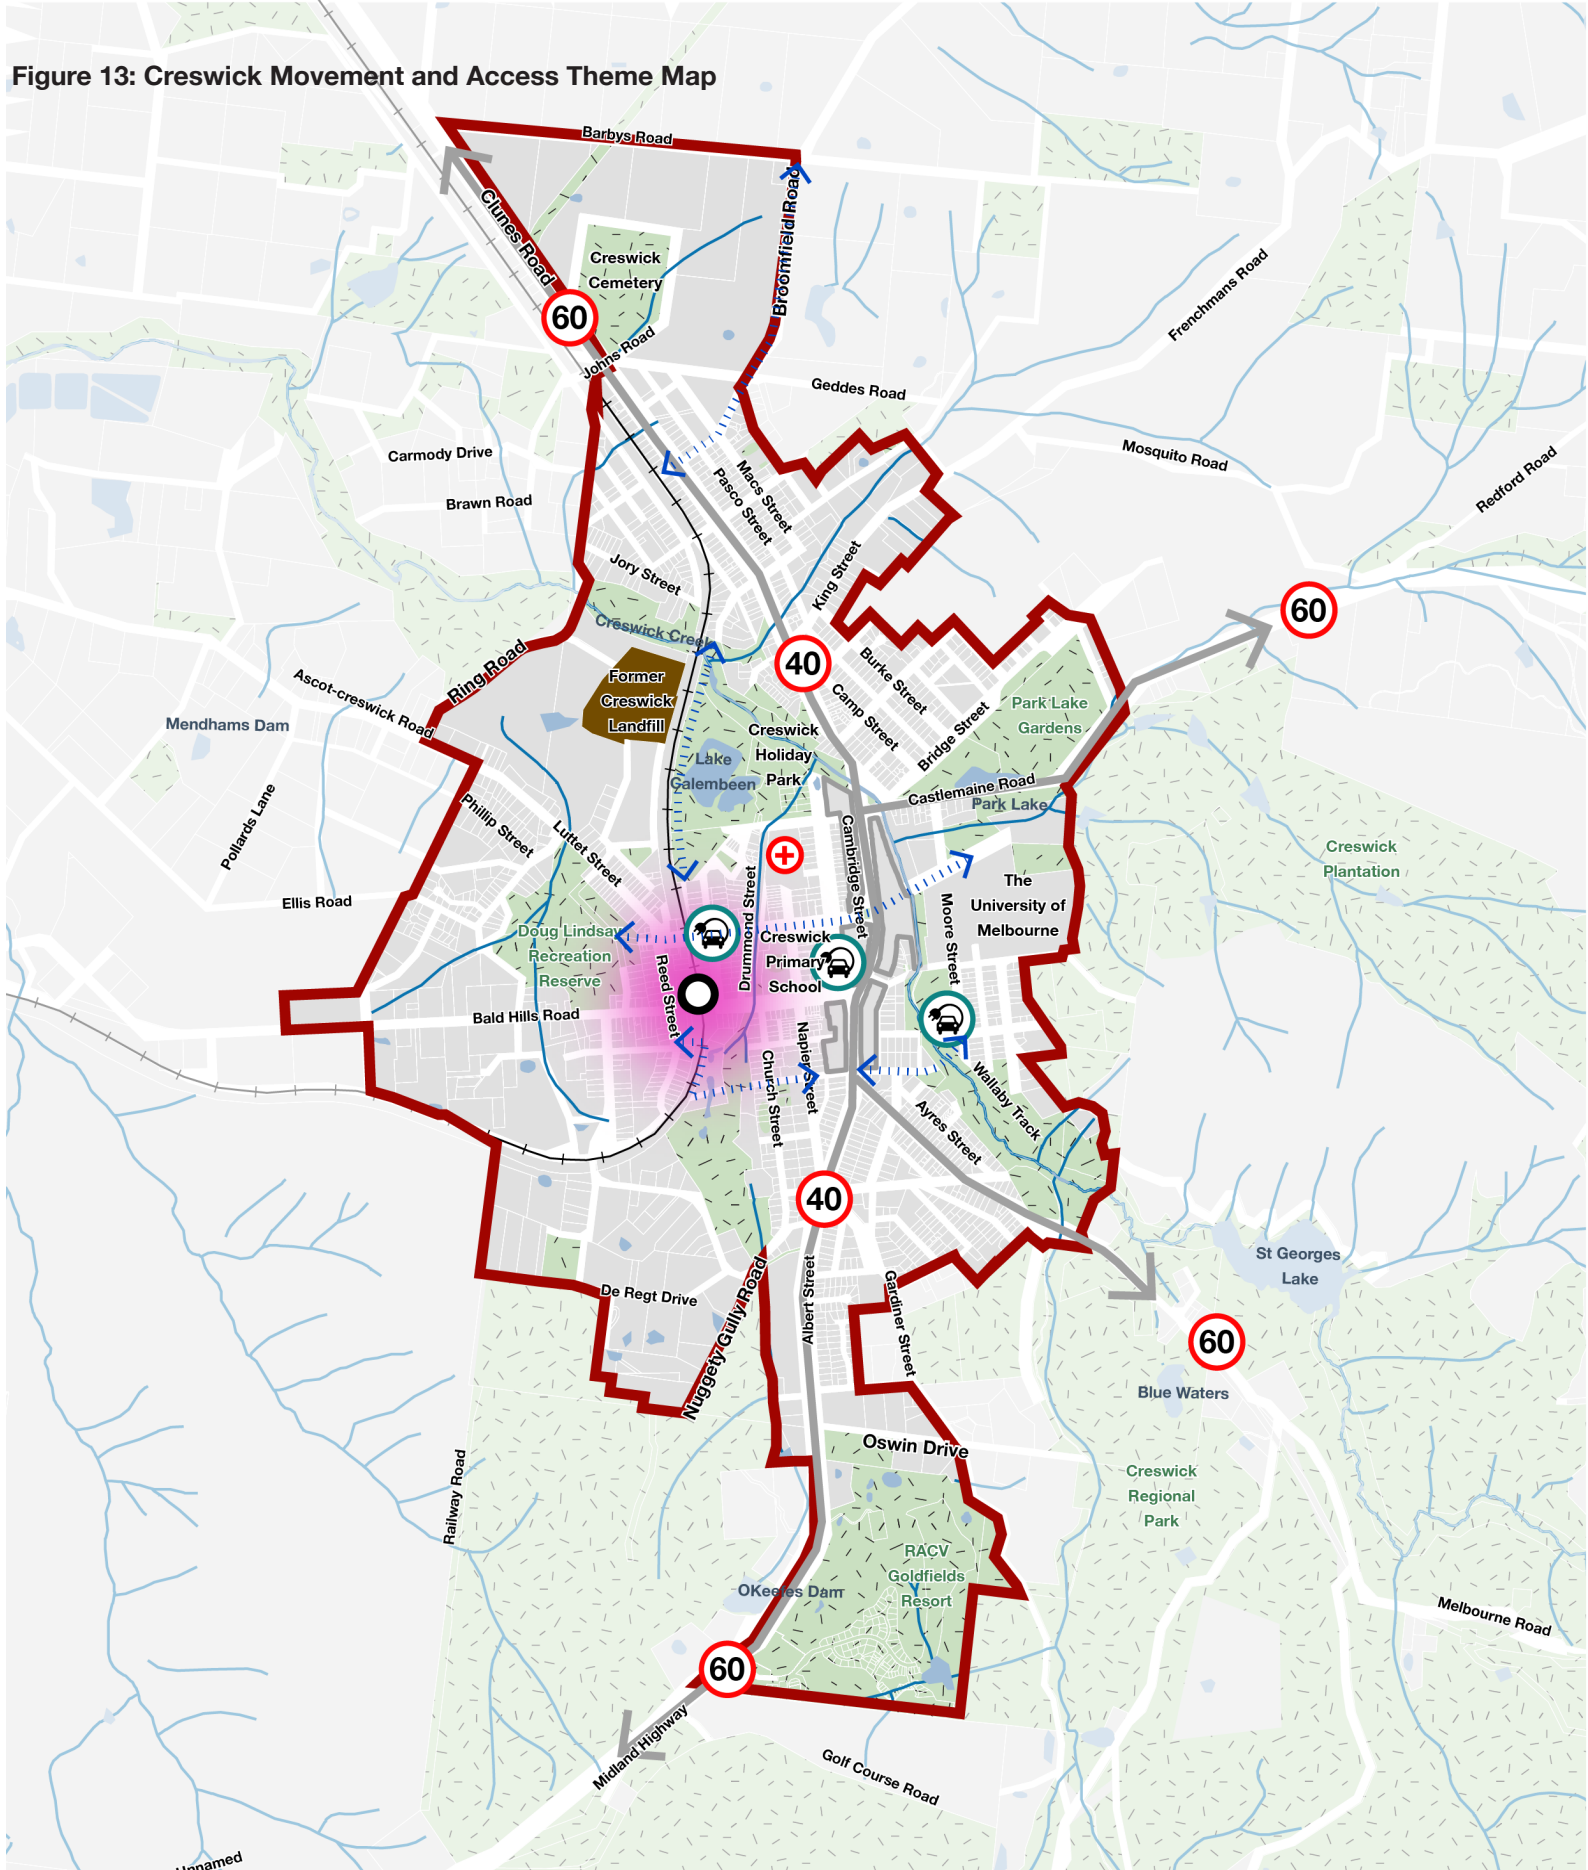 Figure 13: Creswick Movement and Access Theme Map
Barbys Road
Clunes Road
Broomfield Road
Creswick
Cemetery
60
Johns Road
Frenchmans Road
Geddes Road
Carmody Drive
Mosquito Road
Macs Street
Pasco Street
Redford Road
Brawn Road
Jory Street
King Street
60
Creswick Creek
40
Ring Road
Burke Street
Former
Creswick
Landfill
Camp Street
Ascot-creswick Road
Park Lake
Gardens
Mendhams Dam
Bridge Street
Creswick
Holiday
Park
Lake
Calembeen
Castlemaine Road
Park Lake
Pollards Lane
Phillip Street
Luttet Street
Cambridge Street
Creswick
Plantation
Ellis Road
Drummond Street
The
University of
Melbourne
Moore Street
Doug Lindsay
Recreation
Reserve
Creswick
Primary
School
Reed Street
Bald Hills Road
Napier Street
Church Street
Wallaby Track
Ayres Street
40
St Georges
Lake
De Regt Drive
Nuggety Gully Road
Albert Street
Gardiner Street
60
Blue Waters
Oswin Drive
Creswick
Regional
Park
Railway Road
RACV
Goldfields
Resort
OKeefes Dam
Melbourne Road
60
Midland Highway
Golf Course Road
Unnamed